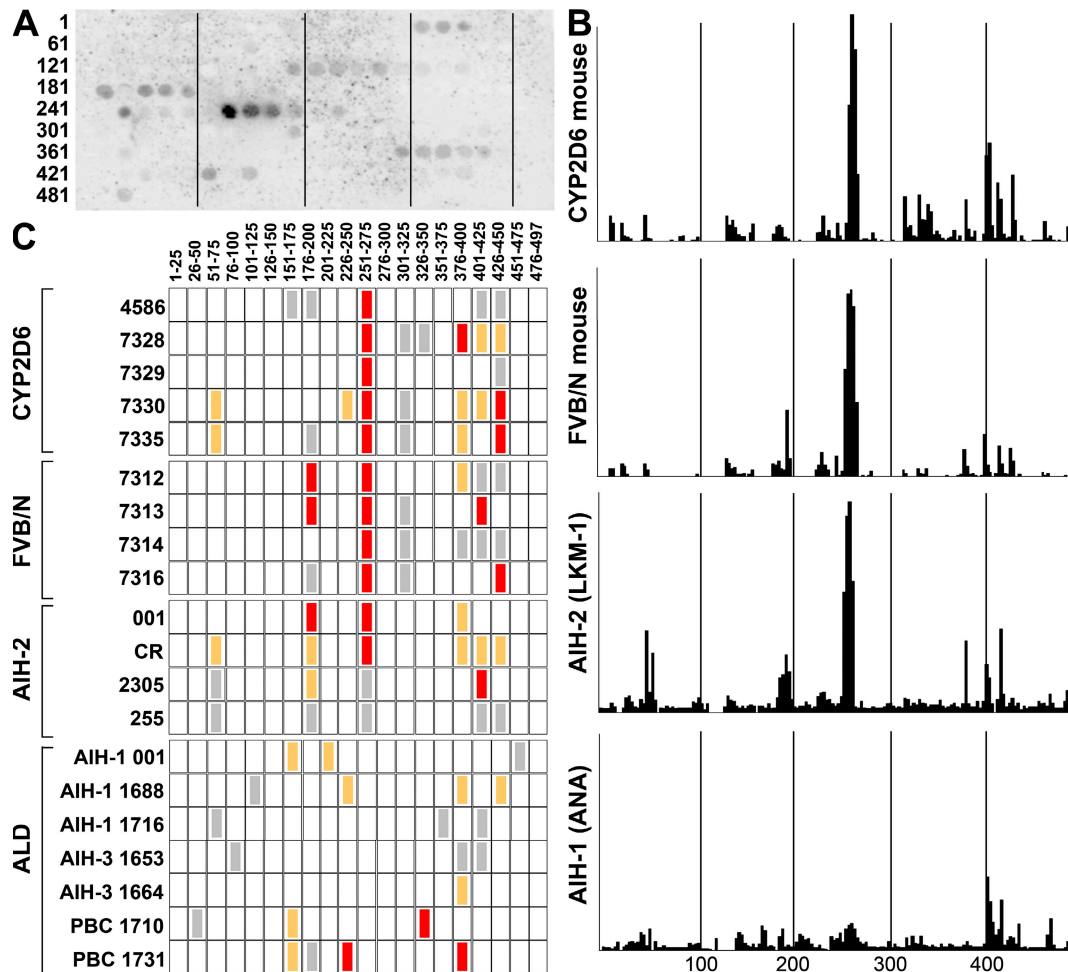 A
1
61
121
181
241
301
361
421
481
B
CYP2D6 mouse
FVB/N mouse
AIH-2 (LKM-1)
AIH-1 (ANA)
100 200 300 400
C
1-25
26-50
51-75
76-100
101-125
126-150
151-175
176-200
201-225
226-250
251-275
276-300
301-325
326-350
351-375
376-400
401-425
426-450
451-475
476-497
CYP2D6
4586
7328
7329
7330
7335
FVB/N
7312
7313
7314
7316
AIH-2
001
CR
2305
255
ALD
AIH-1 001
AIH-1 1688
AIH-1 1716
AIH-3 1653
AIH-3 1664
PBC 1710
PBC 1731